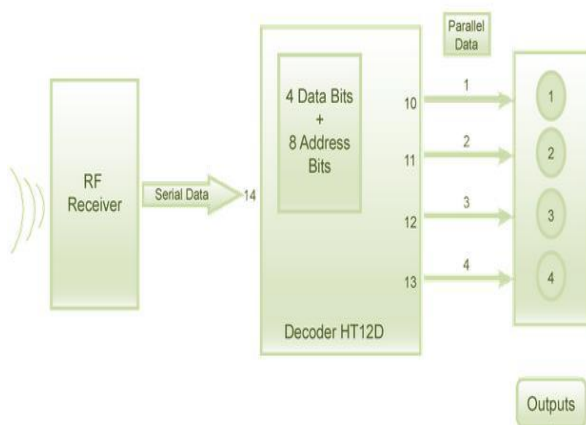 Parallel
Data
4 Data Bits
+
8 Address
Bits
RF
Receiver
Serial Data
14
10
1
1
11
2
2
12
3
3
13
4
4
Decoder HT12D
Outputs